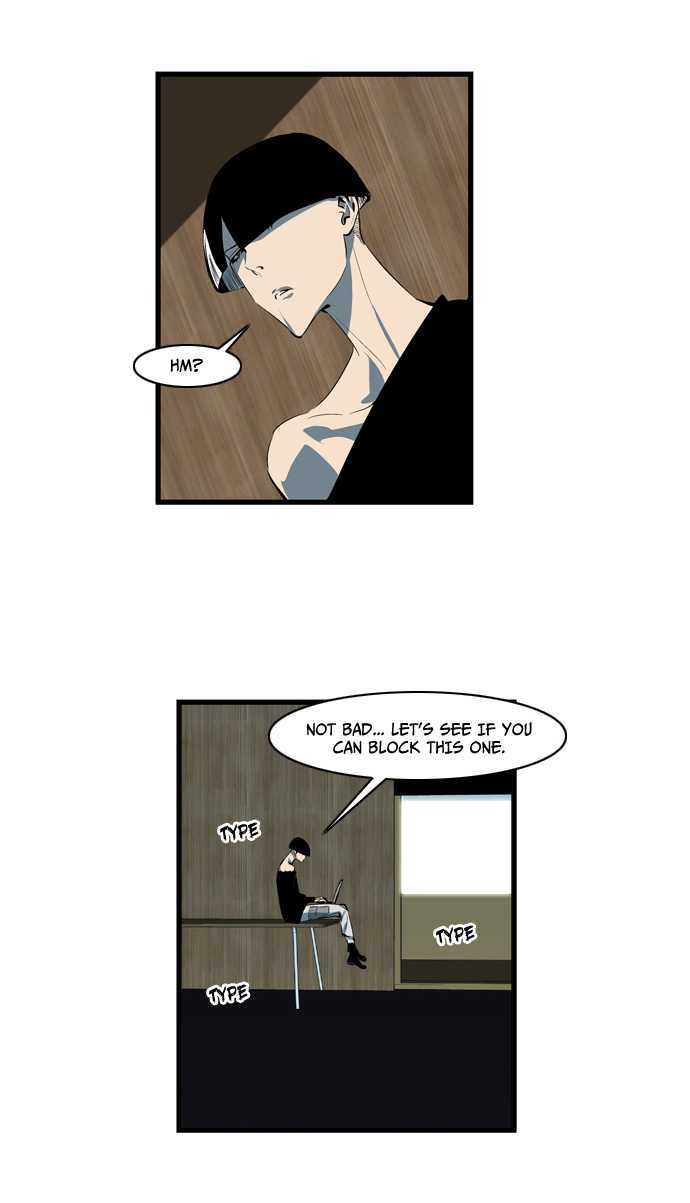 HM?
NOT BAD... LET'S SEE IF YOU
CAN BLOCK THIS ONE.
TYPE
TYPE
TYPE